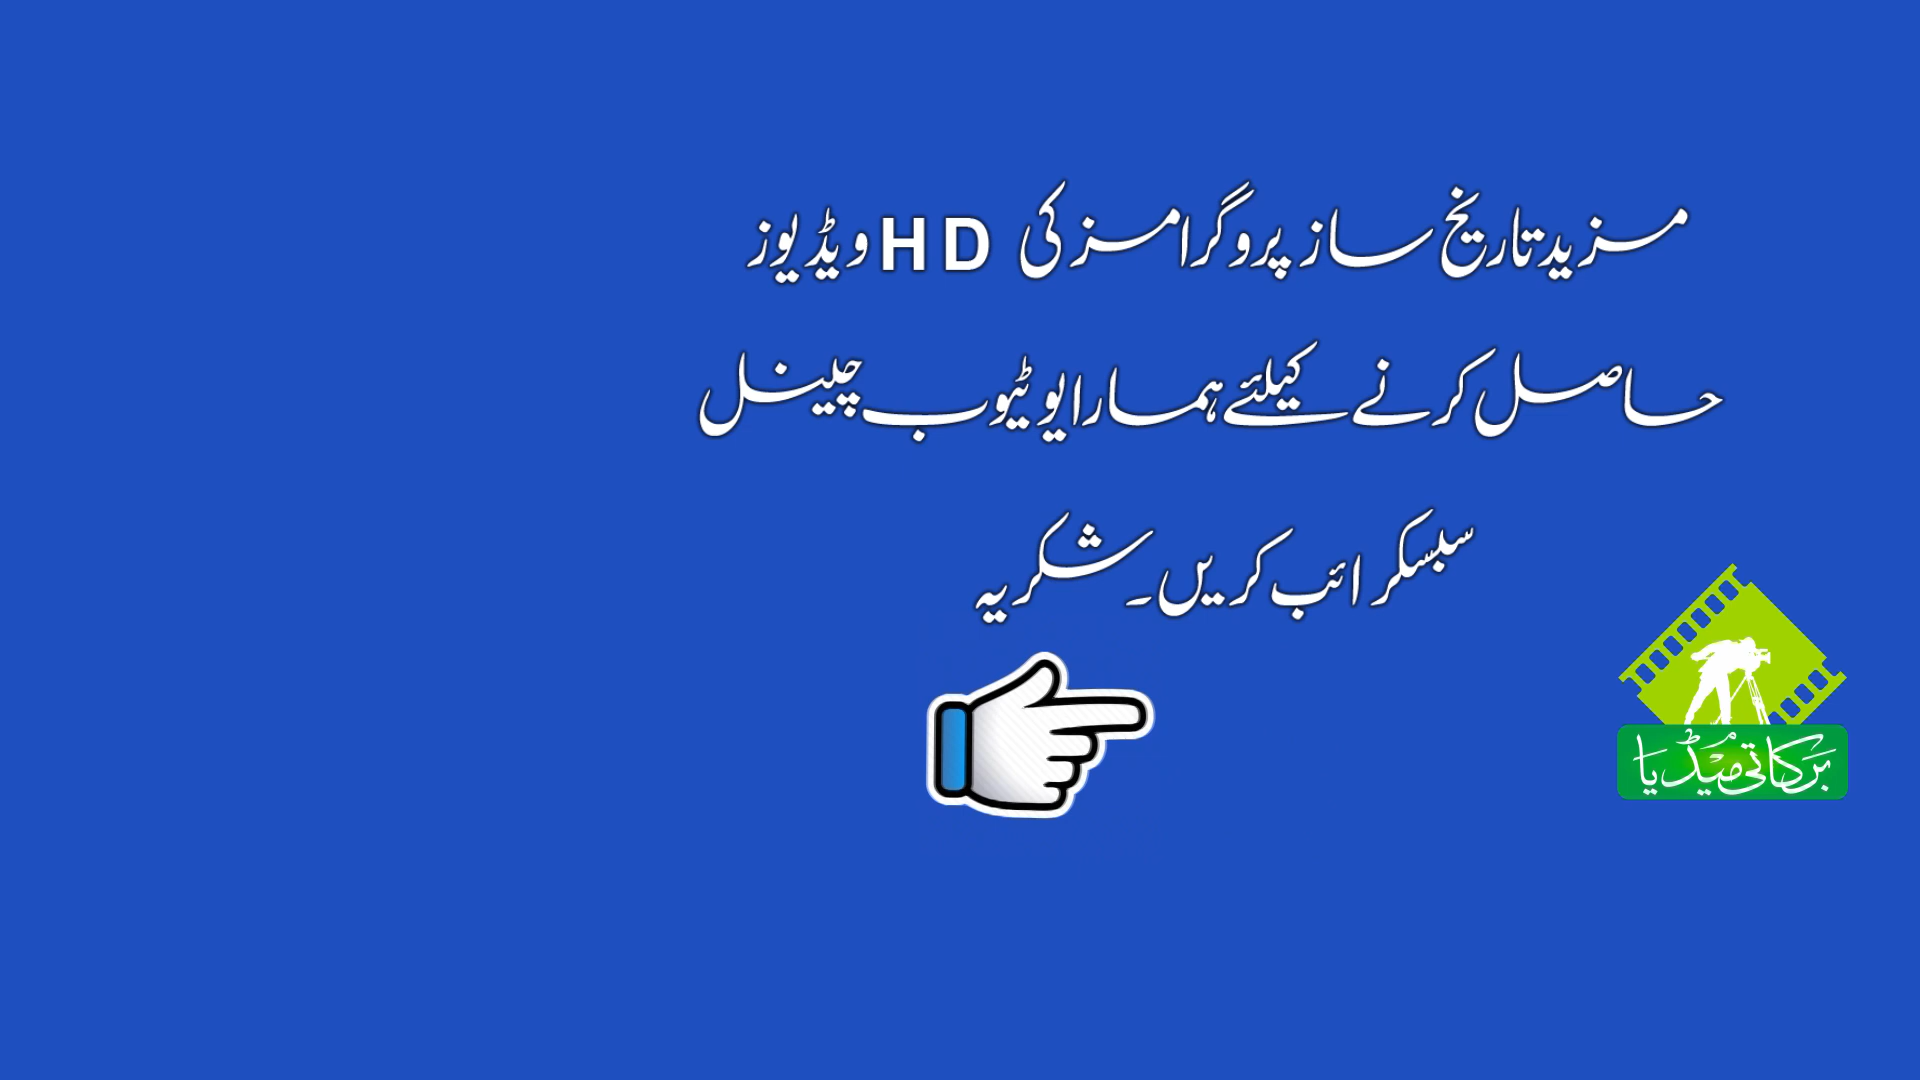 مزید تاریخ ساز پروگرامز کی HD ویڈیوز
حاصل کرنے کیلئے ہمارا یوٹیوب چینل
سبسکرائب کریں۔ شکریہ
برکاتی میڈیا